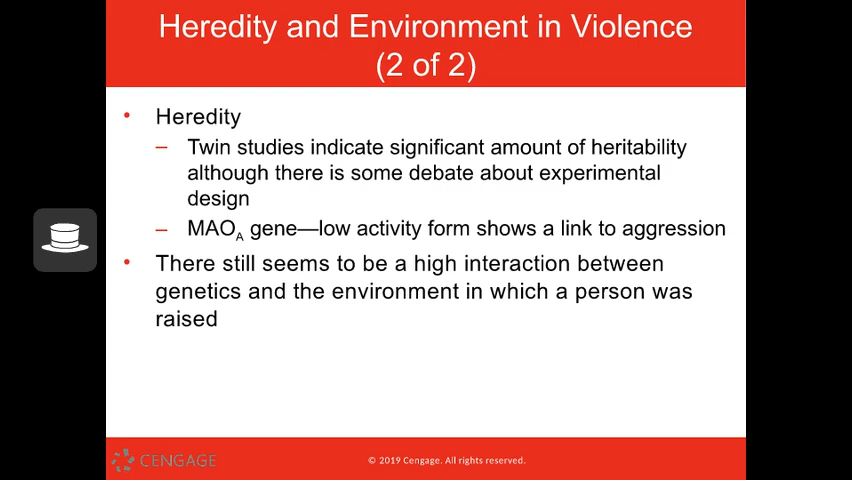 Heredity and Environment in Violence
(2 of 2)
• Heredity
– Twin studies indicate significant amount of heritability
although there is some debate about experimental
design
– MAOA gene—low activity form shows a link to aggression
• There still seems to be a high interaction between
genetics and the environment in which a person was
raised
CENGAGE
© 2019 Cengage. All rights reserved.